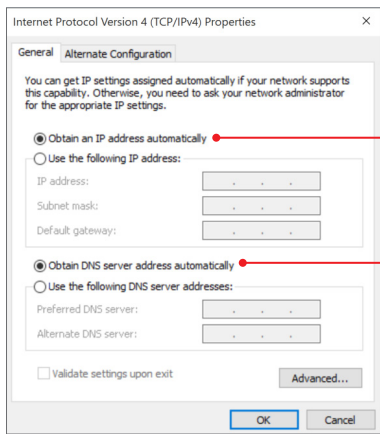 Internet Protocol Version 4 (TCP/IPv4) Properties
General
Alternate Configuration
You can get IP settings assigned automatically if your network supports
this capability. Otherwise, you need to ask your network administrator
for the appropriate IP settings.
Obtain an IP address automatically
Use the following IP address:
IP address:
Subnet mask:
Default gateway:
Obtain DNS server address automatically
Use the following DNS server addresses:
Preferred DNS server:
Alternate DNS server:
Validate settings upon exit
Advanced...
OK
Cancel